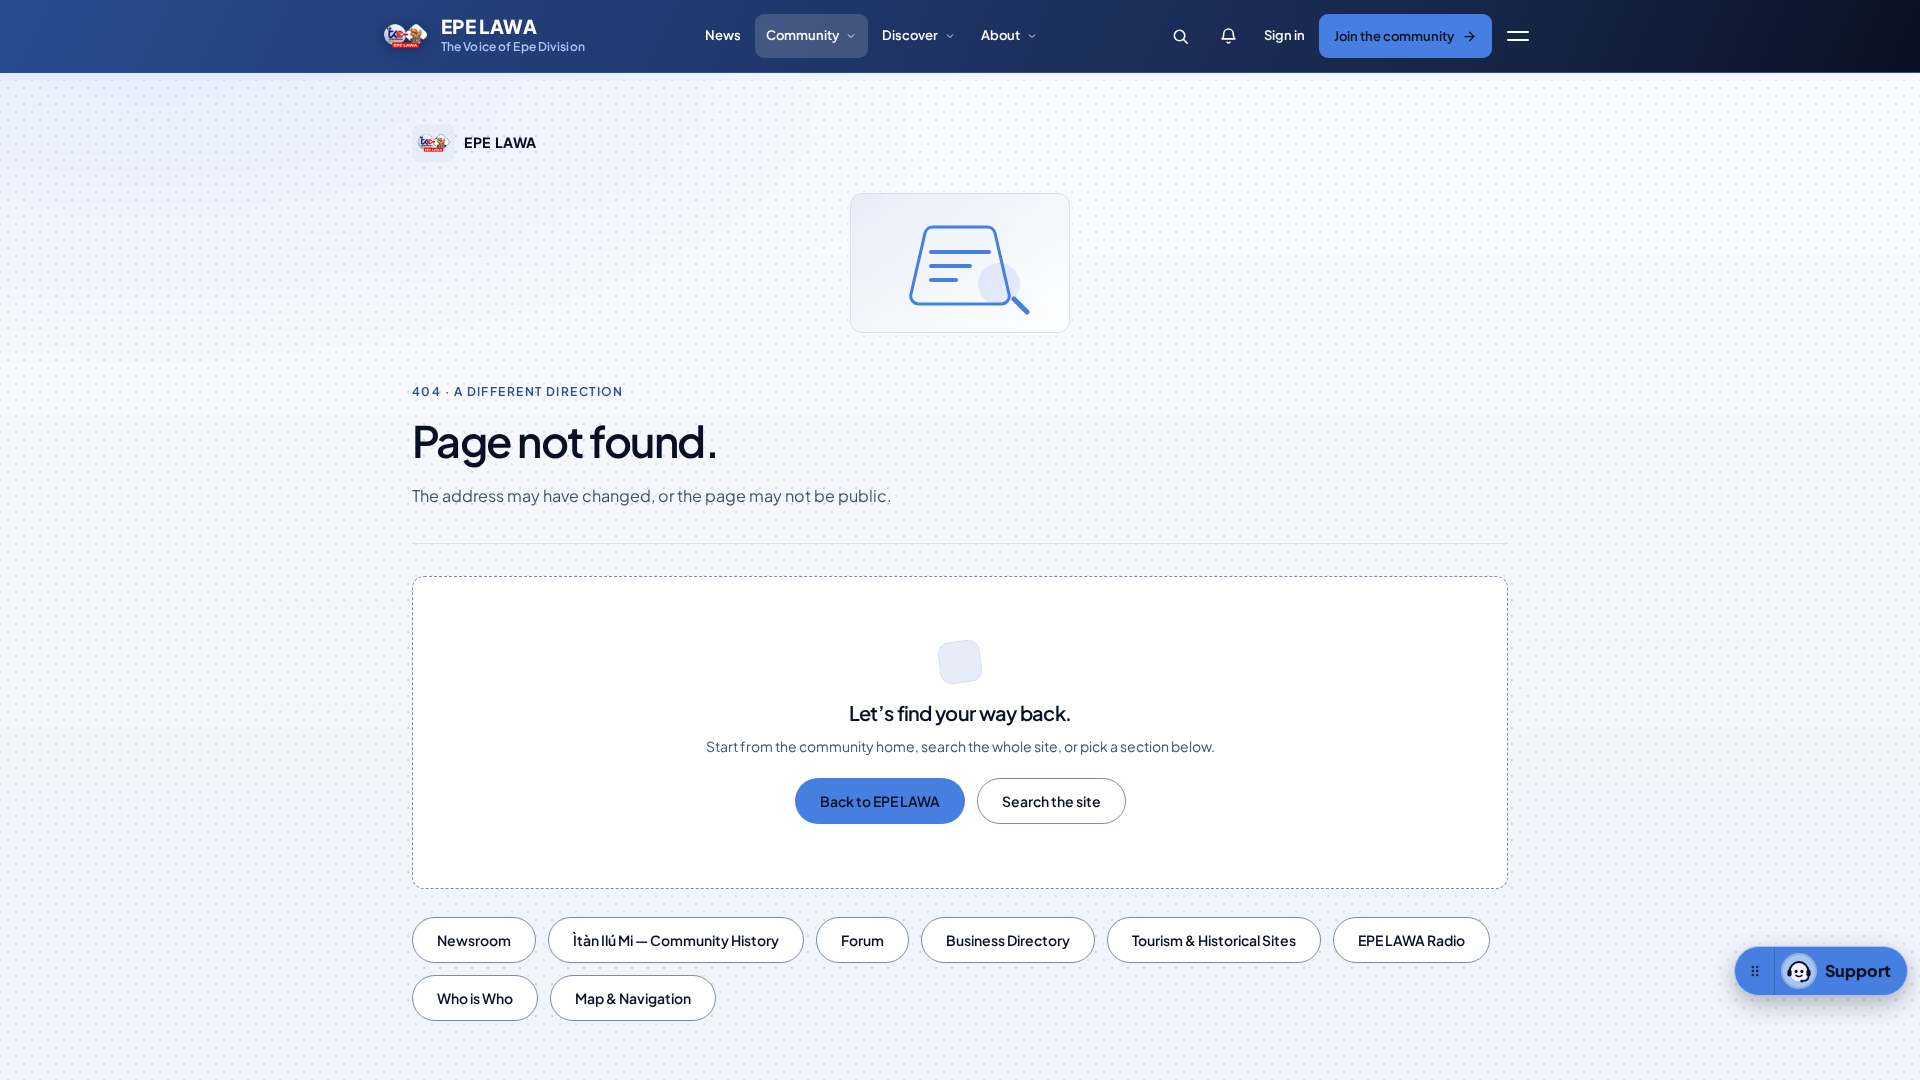 EPE LAWA
The Voice of Epe Division
News
Community
Discover
About
Sign in
Join the community
EPE LAWA
404 · A DIFFERENT DIRECTION
Page not found.
The address may have changed, or the page may not be public.
Let’s find your way back.
Start from the community home, search the whole site, or pick a section below.
Back to EPE LAWA
Search the site
Newsroom
Ìtàn Ilú Mi — Community History
Forum
Business Directory
Tourism & Historical Sites
EPE LAWA Radio
Who is Who
Map & Navigation
Support